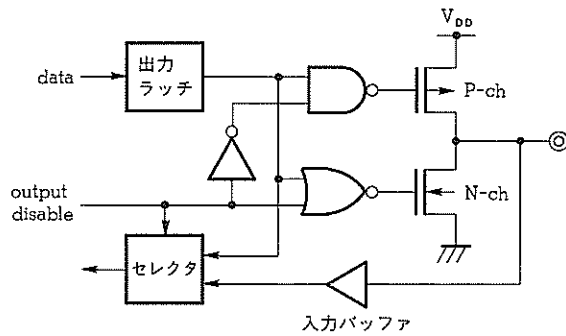 V_DD
data
出力
ラッチ
P-ch
output
disable
N-ch
セレクタ
入力バッファ